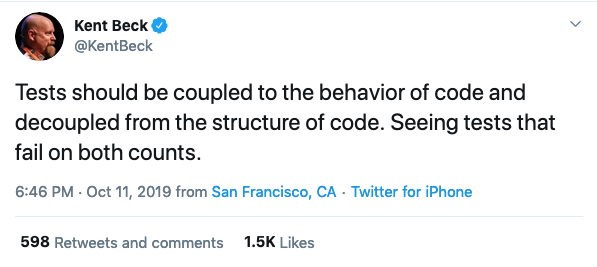 Kent Beck
@KentBeck
Tests should be coupled to the behavior of code and
decoupled from the structure of code. Seeing tests that
fail on both counts.
6:46 PM · Oct 11, 2019 from San Francisco, CA · Twitter for iPhone
598 Retweets and comments 1.5K Likes